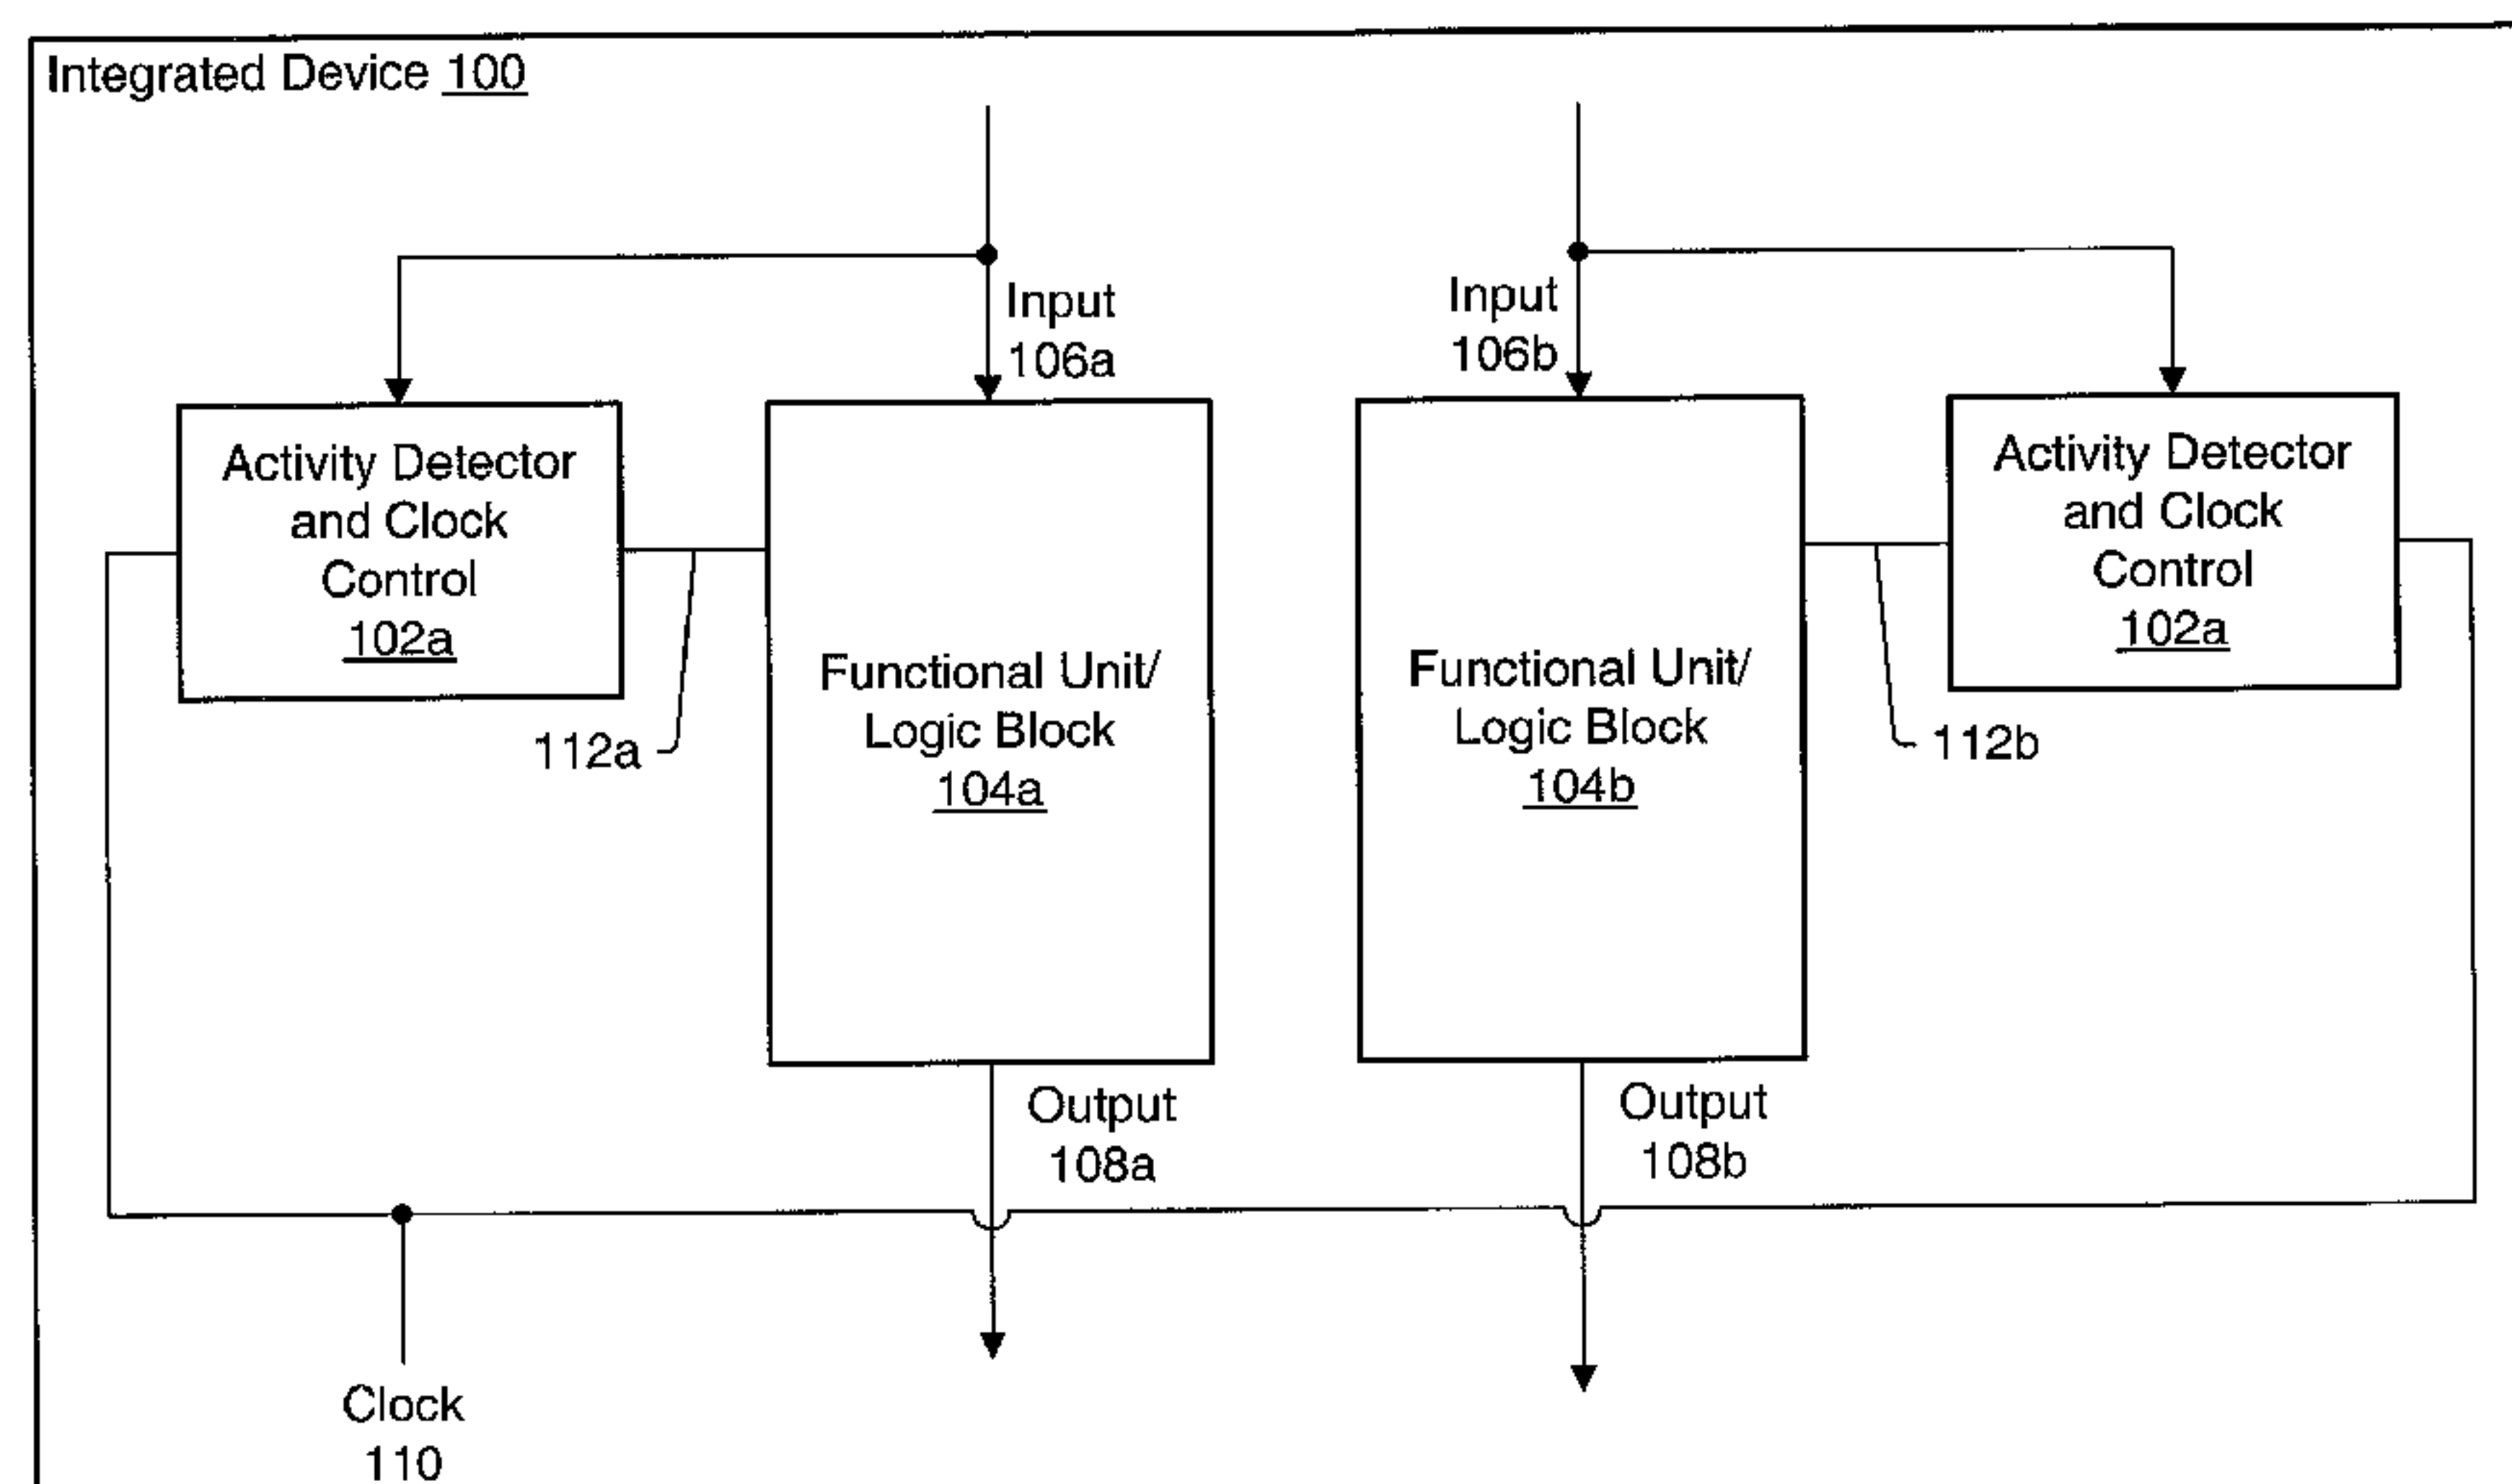 Integrated Device 100
Input
106a
Input
106b
Activity Detector
and Clock
Control
102a
Functional Unit/
Logic Block
104a
Functional Unit/
Logic Block
104b
Activity Detector
and Clock
Control
102a
112a
112b
Output
108a
Output
108b
Clock
110